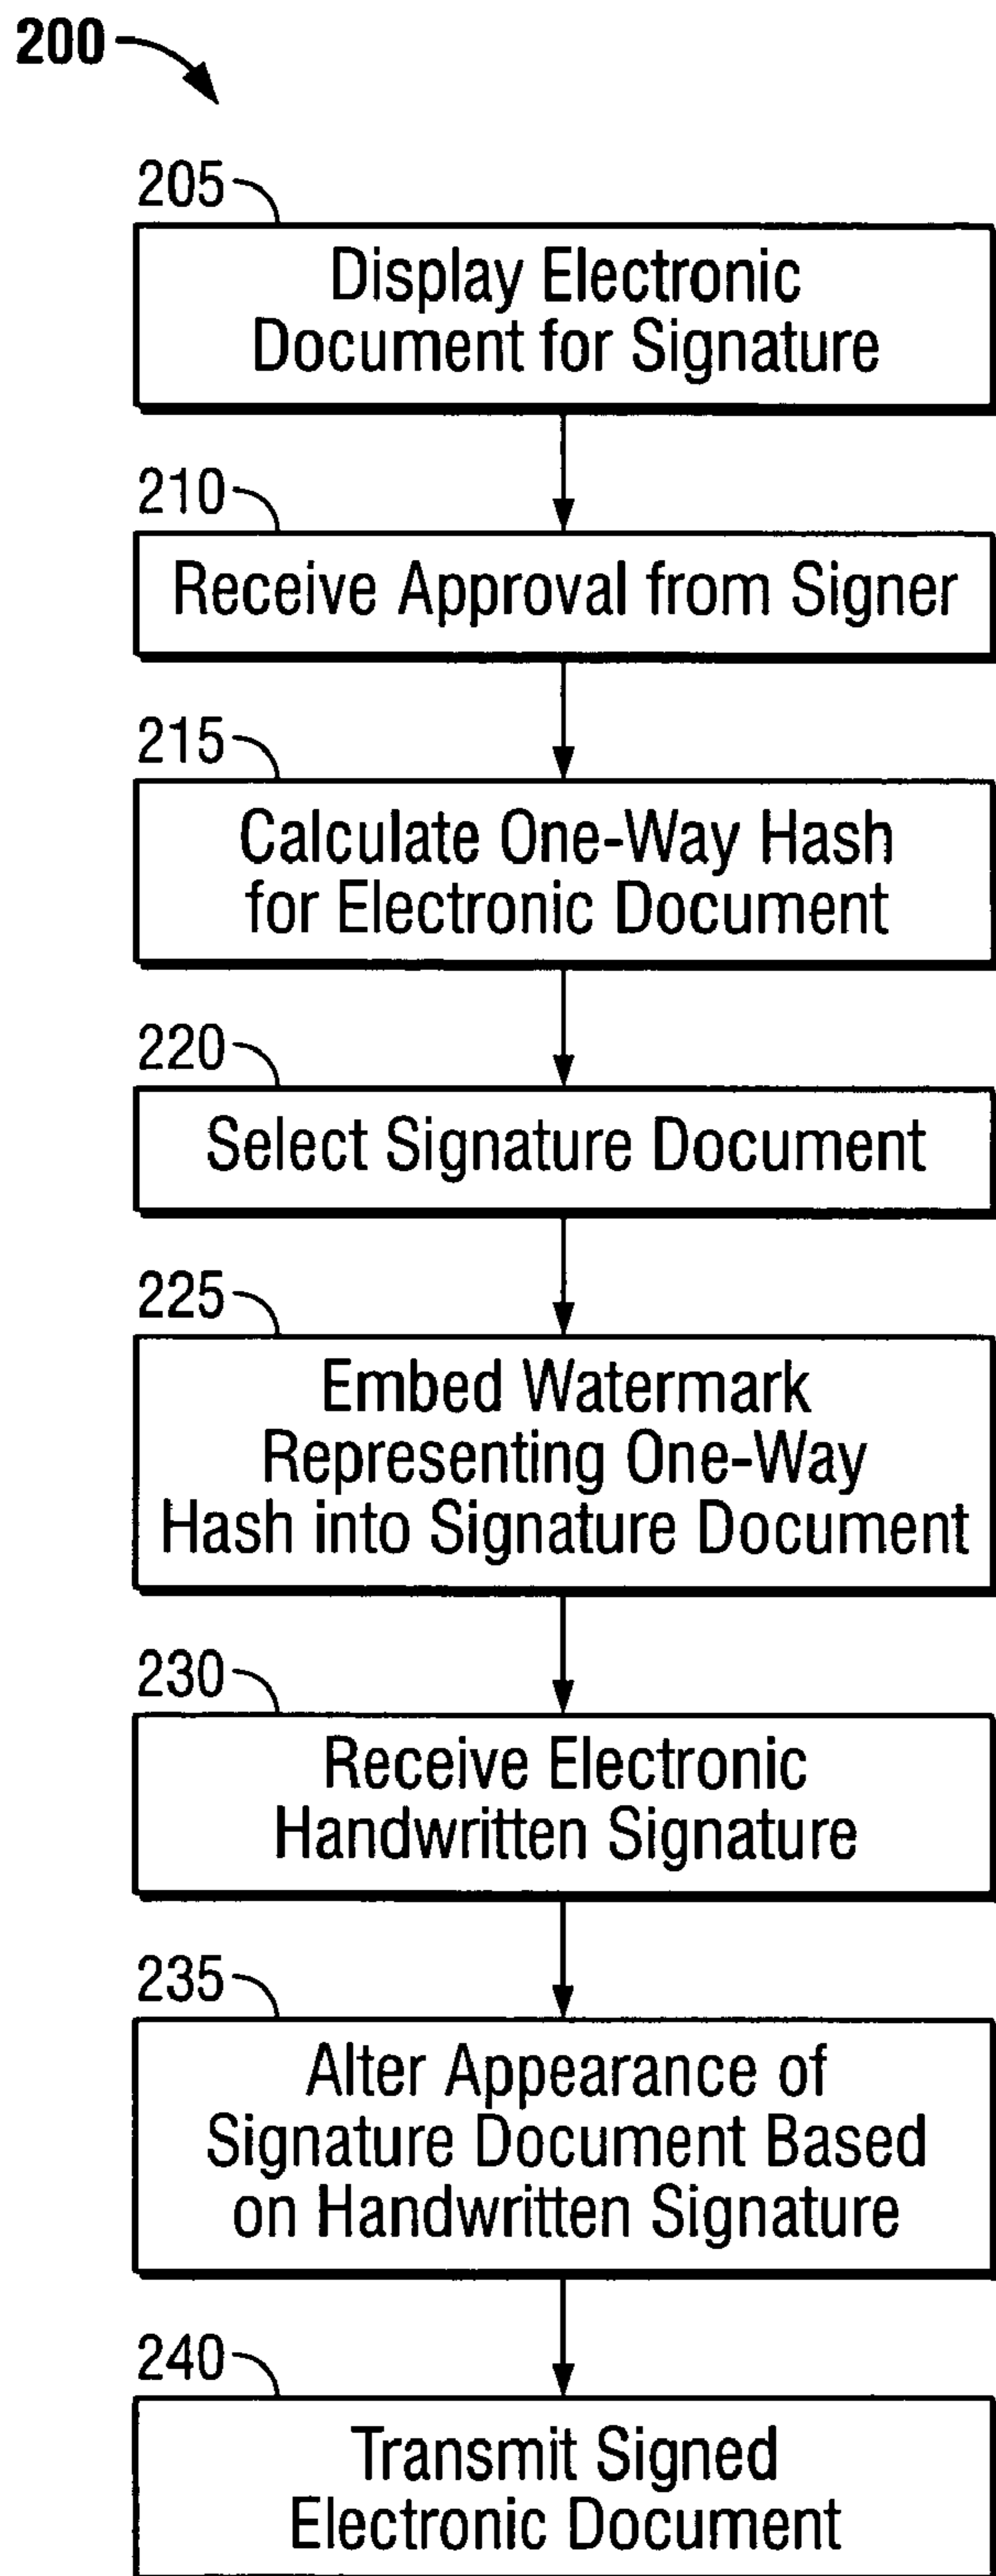 200
205
Display Electronic
Document for Signature
210
Receive Approval from Signer
215
Calculate One-Way Hash
for Electronic Document
220
Select Signature Document
225
Embed Watermark
Representing One-Way
Hash into Signature Document
230
Receive Electronic
Handwritten Signature
235
Alter Appearance of
Signature Document Based
on Handwritten Signature
240
Transmit Signed
Electronic Document